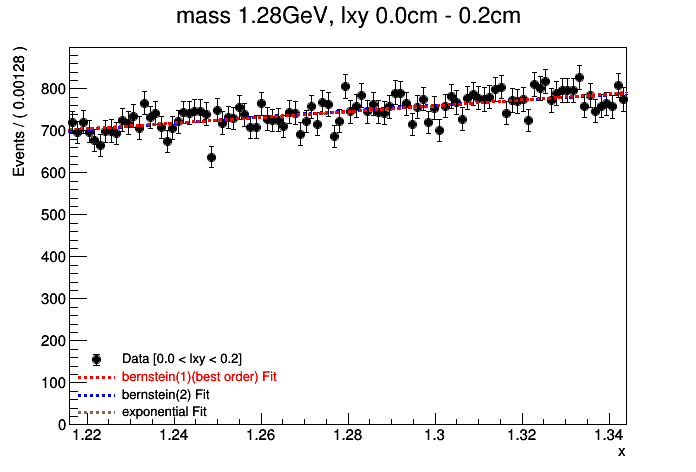 mass 1.28GeV, lxy 0.0cm - 0.2cm
Events / ( 0.00128 )
800
700
600
500
400
300
200
100
0
Data [0.0 < lxy < 0.2]
bernstein(1)(best order) Fit
bernstein(2) Fit
exponential Fit
1.22 1.24 1.26 1.28 1.3 1.32 1.34
x